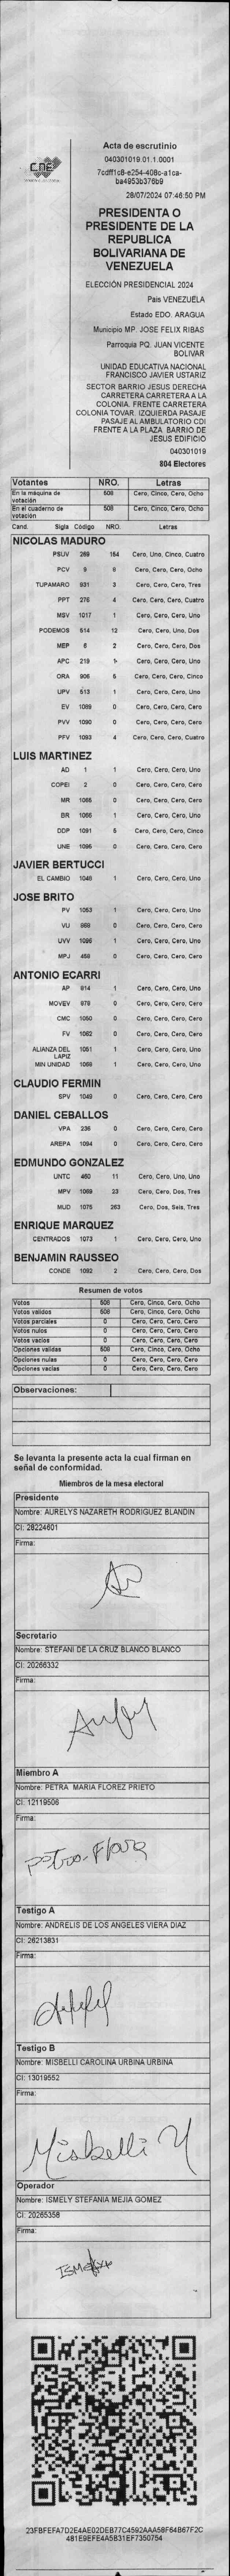 CNE
Acta de escrutinio
040301019.01.1.0001
7cdff1c8-e254-408c-a1ca-
ba4953b376b9
28/07/2024 07:46:50 PM
PRESIDENTA O
PRESIDENTE DE LA
REPUBLICA
BOLIVARIANA DE
VENEZUELA
ELECCIÓN PRESIDENCIAL 2024
Pais VENEZUELA
Estado EDO. ARAGUA
Municipio MP. JOSE FELIX RIBAS
Parroquia PQ. JUAN VICENTE
BOLIVAR
UNIDAD EDUCATIVA NACIONAL
FRANCISCO JAVIER USTARIZ
SECTOR BARRIO JESUS DERECHA
CARRETERA CARRETERA A LA
COLONIA. FRENTE CARRETERA
COLONIA TOVAR. IZQUIERDA PASAJE
PASAJE AL AMBULATORIO CDI
FRENTE A LA PLAZA BARRIO DE
JESUS EDIFICIO
040301019
804 Electores
Votantes NRO. Letras
En la máquina de votación 508 Cero, Cinco, Cero, Ocho
En el cuaderno de votación 508 Cero, Cinco, Cero, Ocho
Cand. Sigla Código NRO. Letras
NICOLAS MADURO
PSUV 269 154 Cero, Uno, Cinco, Cuatro
PCV 9 8 Cero, Cero, Cero, Ocho
TUPAMARO 931 3 Cero, Cero, Cero, Tres
PPT 276 4 Cero, Cero, Cero, Cuatro
MSV 1017 1 Cero, Cero, Cero, Uno
PODEMOS 514 12 Cero, Cero, Uno, Dos
MEP 6 2 Cero, Cero, Cero, Dos
APC 219 1 Cero, Cero, Cero, Uno
ORA 906 5 Cero, Cero, Cero, Cinco
UPV 513 1 Cero, Cero, Cero, Uno
EV 1089 0 Cero, Cero, Cero, Cero
PVV 1090 0 Cero, Cero, Cero, Cero
PFV 1093 4 Cero, Cero, Cero, Cuatro
LUIS MARTINEZ
AD 1 1 Cero, Cero, Cero, Uno
COPEI 2 0 Cero, Cero, Cero, Cero
MR 1065 0 Cero, Cero, Cero, Cero
BR 1066 1 Cero, Cero, Cero, Uno
DDP 1091 5 Cero, Cero, Cero, Cinco
UNE 1095 0 Cero, Cero, Cero, Cero
JAVIER BERTUCCI
EL CAMBIO 1046 1 Cero, Cero, Cero, Uno
JOSE BRITO
PV 1053 1 Cero, Cero, Cero, Uno
VU 869 0 Cero, Cero, Cero, Cero
UVV 1096 1 Cero, Cero, Cero, Uno
MPJ 459 0 Cero, Cero, Cero, Cero
ANTONIO ECARRI
AP 914 1 Cero, Cero, Cero, Uno
MOVEV 979 0 Cero, Cero, Cero, Cero
CMC 1050 0 Cero, Cero, Cero, Cero
FV 1062 0 Cero, Cero, Cero, Cero
ALIANZA DEL LAPIZ 1051 1 Cero, Cero, Cero, Uno
MIN UNIDAD 1069 1 Cero, Cero, Cero, Uno
CLAUDIO FERMIN
SPV 1049 0 Cero, Cero, Cero, Cero
DANIEL CEBALLOS
VPA 236 0 Cero, Cero, Cero, Cero
AREPA 1094 0 Cero, Cero, Cero, Cero
EDMUNDO GONZALEZ
UNTC 460 11 Cero, Cero, Uno, Uno
MPV 1068 23 Cero, Cero, Dos, Tres
MUD 1075 263 Cero, Dos, Seis, Tres
ENRIQUE MARQUEZ
CENTRADOS 1073 1 Cero, Cero, Cero, Uno
BENJAMIN RAUSSEO
CONDE 1092 2 Cero, Cero, Cero, Dos
Resumen de votos
Votos 508 Cero, Cinco, Cero, Ocho
Votos validos 508 Cero, Cinco, Cero, Ocho
Votos parciales 0 Cero, Cero, Cero, Cero
Votos nulos 0 Cero, Cero, Cero, Cero
Votos vacios 0 Cero, Cero, Cero, Cero
Opciones validas 508 Cero, Cinco, Cero, Ocho
Opciones nulas 0 Cero, Cero, Cero, Cero
Opciones vacias 0 Cero, Cero, Cero, Cero
Observaciones:
Se levanta la presente acta la cual firman en
señal de conformidad.
Miembros de la mesa electoral
Presidente
Nombre: AURELYS NAZARETH RODRIGUEZ BLANDIN
CI: 28224601
Firma:
Secretario
Nombre: STEFANI DE LA CRUZ BLANCO BLANCO
CI: 20266332
Firma:
Miembro A
Nombre: PETRA MARIA FLOREZ PRIETO
CI: 12119506
Firma:
Petra Flore
Testigo A
Nombre: ANDRELIS DE LOS ANGELES VIERA DIAZ
CI: 26213831
Firma:
Testigo B
Nombre: MISBELLI CAROLINA URBINA URBINA
CI: 13019552
Firma:
Misbelli U
Operador
Nombre: ISMELY STEFANIA MEJIA GOMEZ
CI: 20265358
Firma:
23FBFEFA7D2E4AE02DEB77C4592AAA58F64B67F2C
481E9EFE4A5B31EF7350754